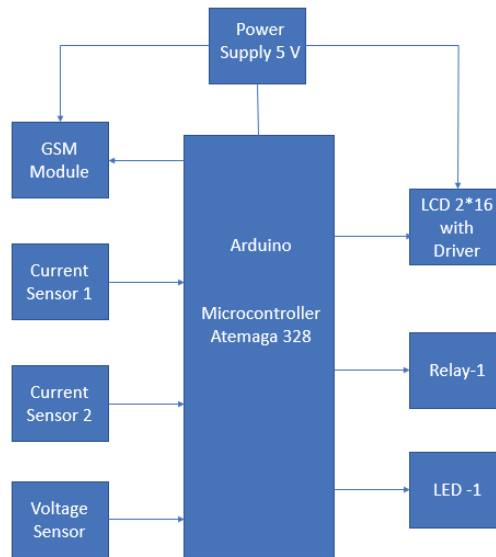 Power
Supply 5 V
GSM
Module
LCD 2*16
with
Driver
Arduino
Microcontroller
Atemaga 328
Current
Sensor 1
Current
Sensor 2
Relay-1
Voltage
Sensor
LED -1